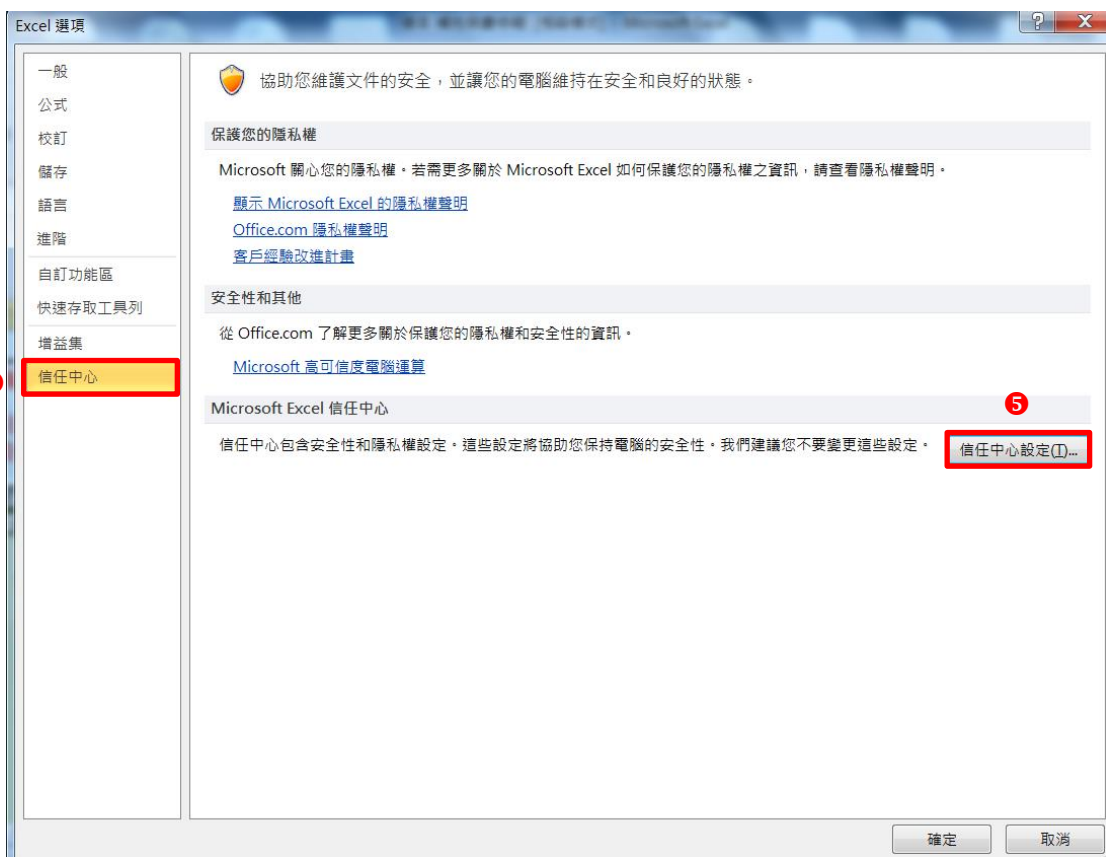 Excel 選項
一般
公式
校訂
儲存
語言
進階
自訂功能區
快速存取工具列
增益集
信任中心
協助您維護文件的安全，並讓您的電腦維持在安全和良好的狀態。
保護您的隱私權
Microsoft 關心您的隱私權。若需更多關於 Microsoft Excel 如何保護您的隱私權之資訊，請查看隱私權聲明。
顯示 Microsoft Excel 的隱私權聲明
Office.com 隱私權聲明
客戶經驗改進計畫
安全性和其他
從 Office.com 了解更多關於保護您的隱私權和安全性的資訊。
Microsoft 高可信度電腦運算
Microsoft Excel 信任中心
❺
信任中心包含安全性和隱私權設定。這些設定將協助您保持電腦的安全性。我們建議您不要變更這些設定。
信任中心設定(T)...
確定
取消